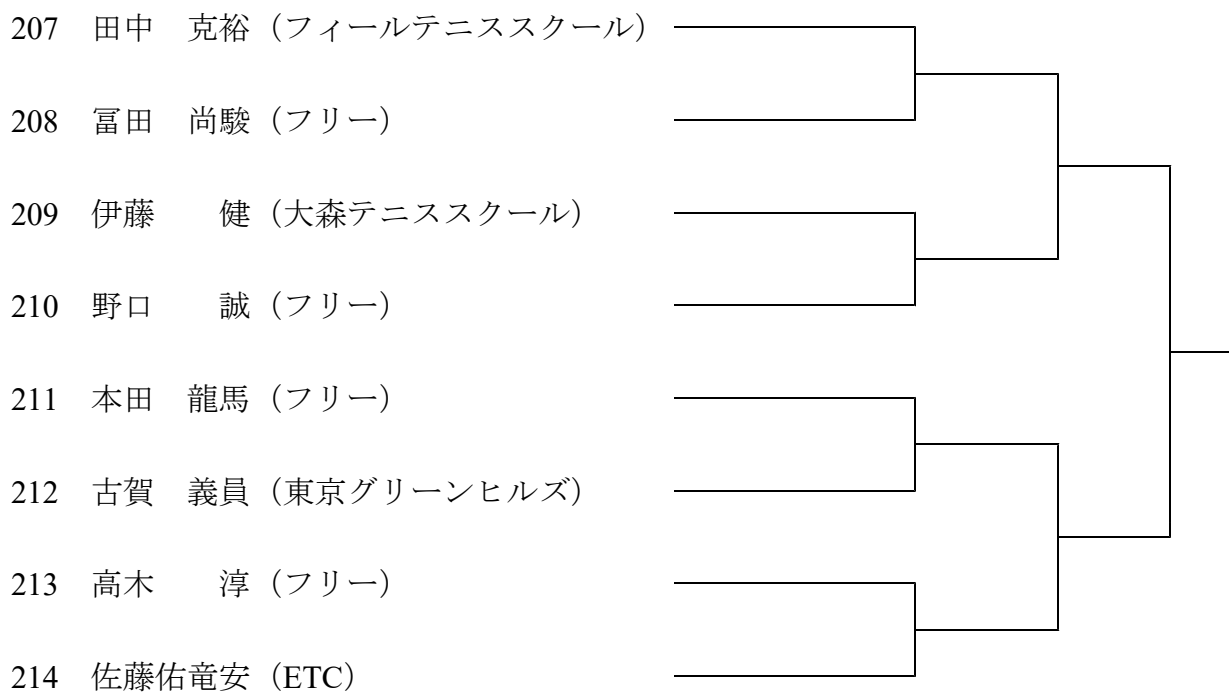 207 田中　克裕（フィールテニススクール）
208 冨田　尚駿（フリー）
209 伊藤　　健（大森テニススクール）
210 野口　　誠（フリー）
211 本田　龍馬（フリー）
212 古賀　義員（東京グリーンヒルズ）
213 高木　　淳（フリー）
214 佐藤佑竜安（ETC）